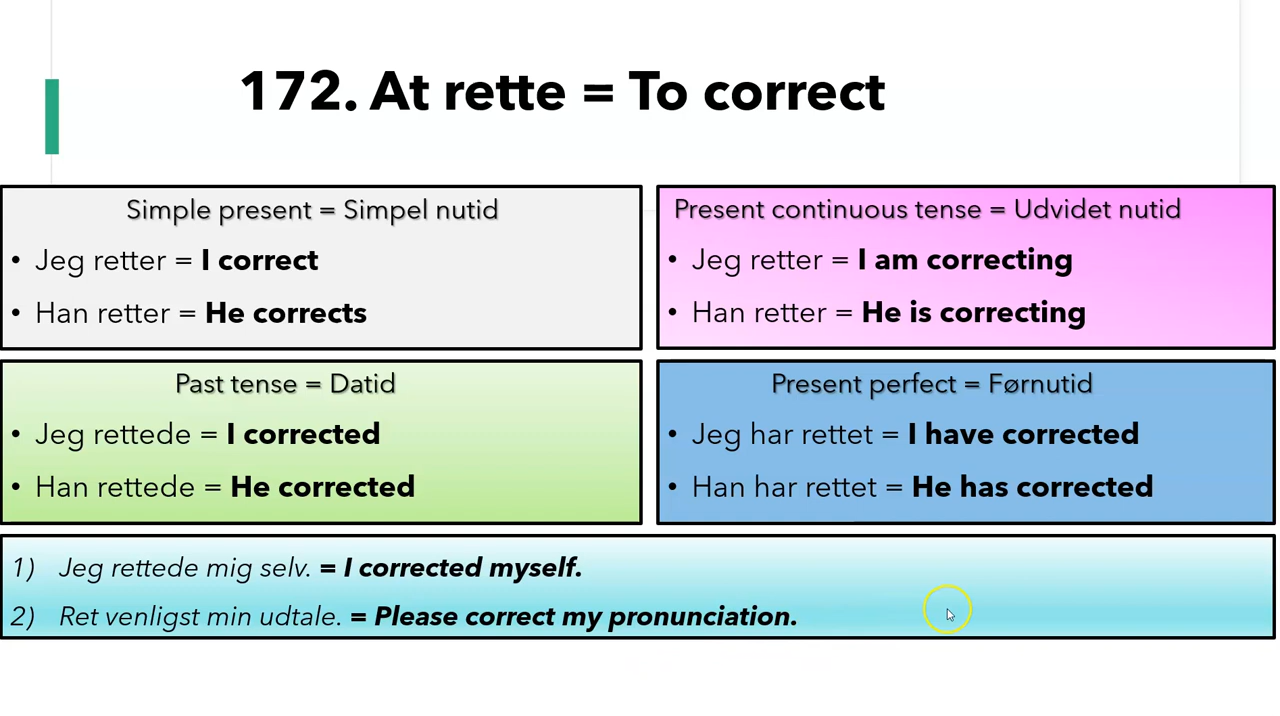 172. At rette = To correct
Simple present = Simpel nutid
• Jeg retter = I correct
• Han retter = He corrects
Present continuous tense = Udvidet nutid
• Jeg retter = I am correcting
• Han retter = He is correcting
Past tense = Datid
• Jeg rettede = I corrected
• Han rettede = He corrected
Present perfect = Førnutid
• Jeg har rettet = I have corrected
• Han har rettet = He has corrected
1) Jeg rettede mig selv. = I corrected myself.
2) Ret venligst min udtale. = Please correct my pronunciation.